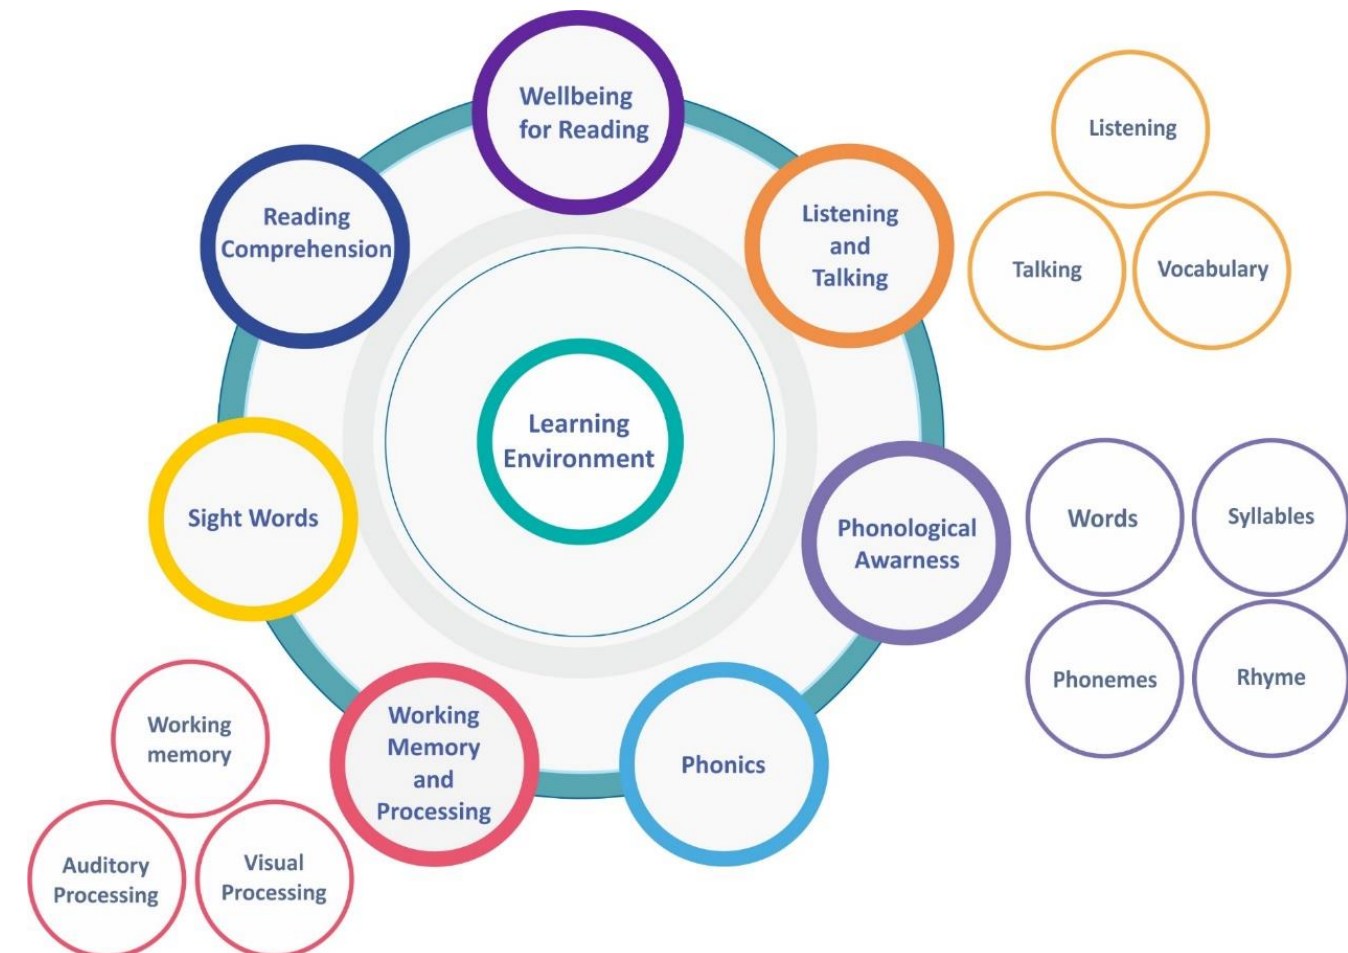 Wellbeing
for Reading
Listening
and
Talking
Listening
Talking
Vocabulary
Reading
Comprehension
Learning
Environment
Sight Words
Phonological
Awarness
Words
Syllables
Phonemes
Rhyme
Working
Memory
and
Processing
Phonics
Working
memory
Auditory
Processing
Visual
Processing